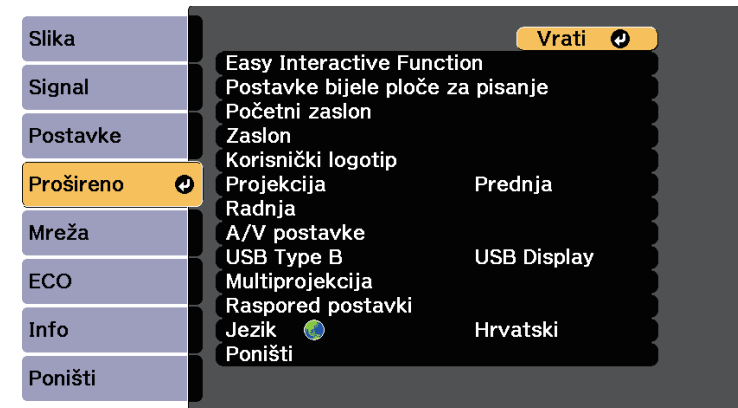 Slika
Signal
Postavke
Prošireno
Mreža
ECO
Info
Poništi
Vrati
Easy Interactive Function
Postavke bijele ploče za pisanje
Početni zaslon
Zaslon
Korisnički logotip
Projekcija Prednja
Radnja
A/V postavke
USB Type B USB Display
Multiprojekcija
Raspored postavki
Jezik Hrvatski
Poništi